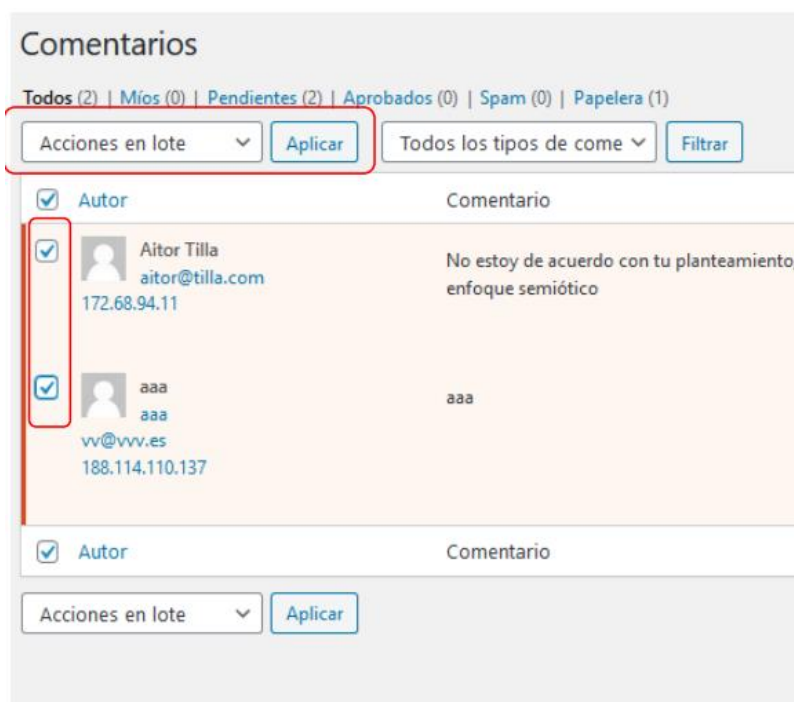 Comentarios
Todos (2) | Míos (0) | Pendientes (2) | Aprobados (0) | Spam (0) | Papelera (1)
Acciones en lote Aplicar Todos los tipos de come Filtrar
Autor Comentario
Aitor Tilla
aitor@tilla.com
172.68.94.11
No estoy de acuerdo con tu planteamiento,
enfoque semiótico
aaa
aaa
vv@vvv.es
188.114.110.137
aaa
Autor Comentario
Acciones en lote Aplicar